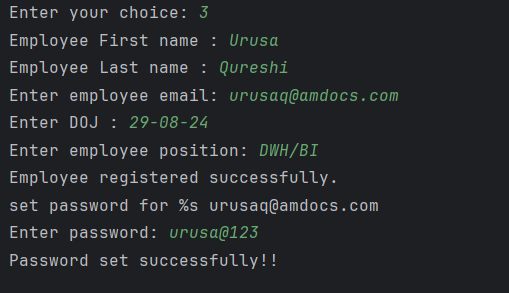 Enter your choice: 3
Employee First name : Urusa
Employee Last name : Qureshi
Enter employee email: urusaq@amdocs.com
Enter DOJ : 29-08-24
Enter employee position: DWH/BI
Employee registered successfully.
set password for %s urusaq@amdocs.com
Enter password: urusa@123
Password set successfully!!